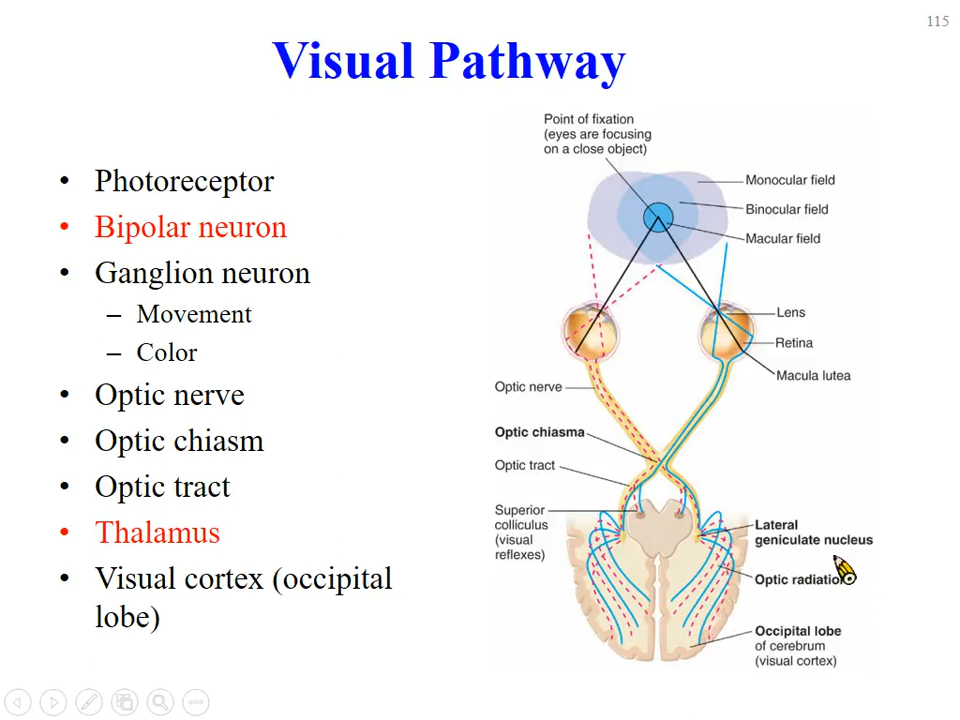 115
Visual Pathway
• Photoreceptor
• Bipolar neuron
• Ganglion neuron
– Movement
– Color
• Optic nerve
• Optic chiasm
• Optic tract
• Thalamus
• Visual cortex (occipital
lobe)
Point of fixation
(eyes are focusing
on a close object)
Monocular field
Binocular field
Macular field
Lens
Retina
Macula lutea
Optic nerve
Optic chiasma
Optic tract
Superior
colliculus
(visual
reflexes)
Lateral
geniculate nucleus
Optic radiation
Occipital lobe
of cerebrum
(visual cortex)